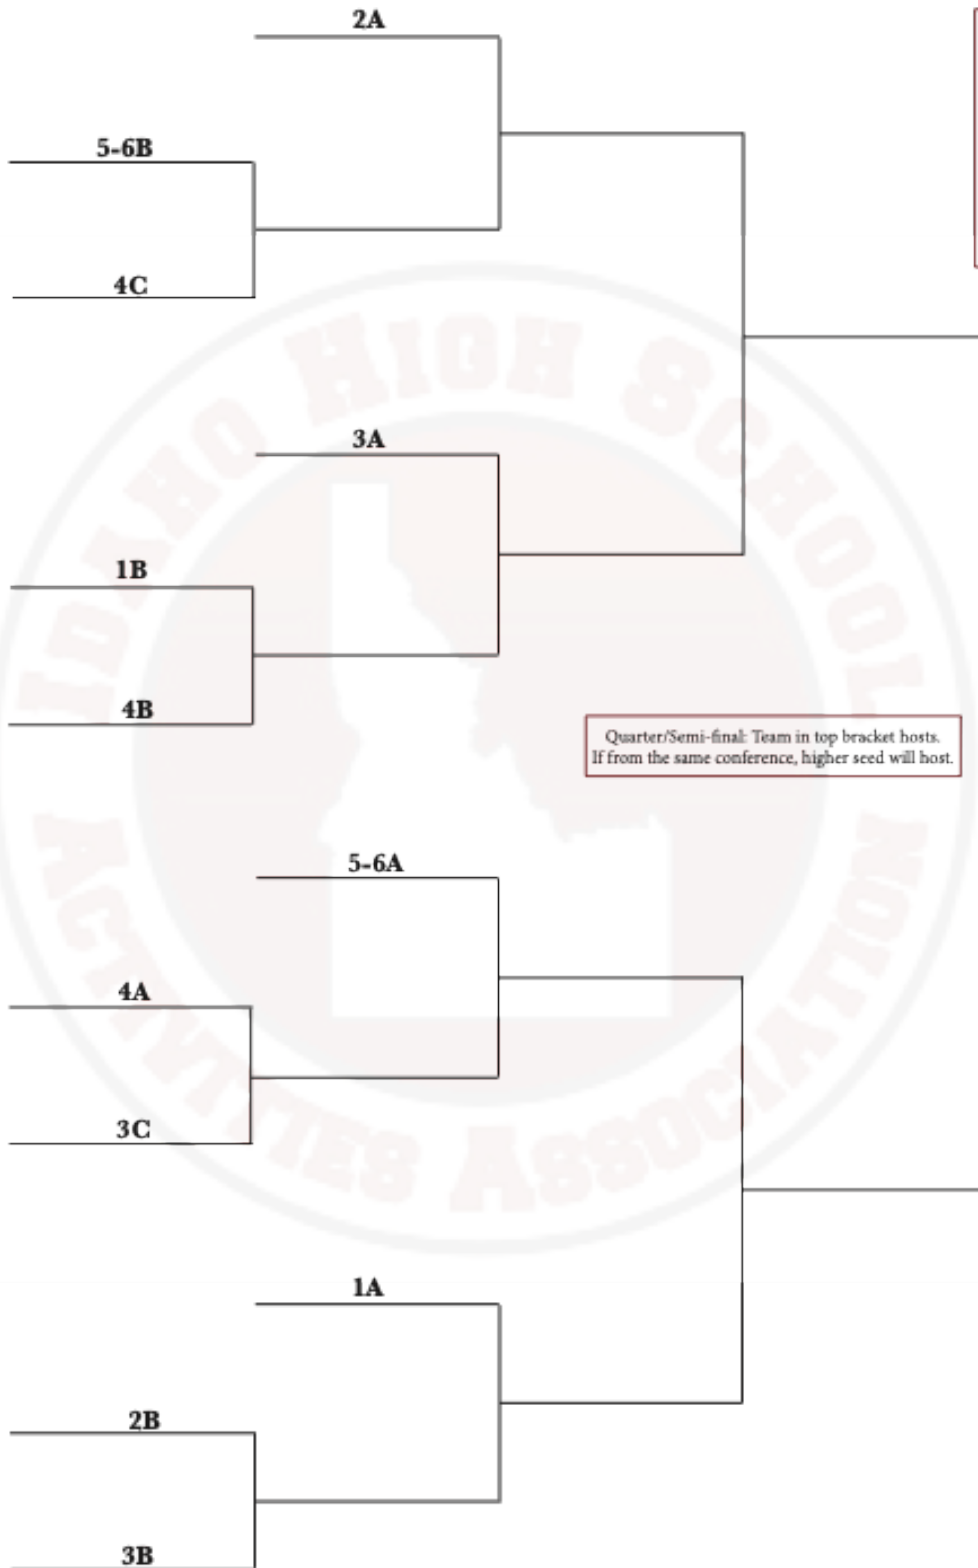 2A
5-6B
4C
3A
1B
4B
Quarter/Semi-final: Team in top bracket hosts.
If from the same conference, higher seed will host.
5-6A
4A
3C
1A
2B
3B
IDAHO HIGH SCHOOL
ACTIVITIES ASSOCIATION